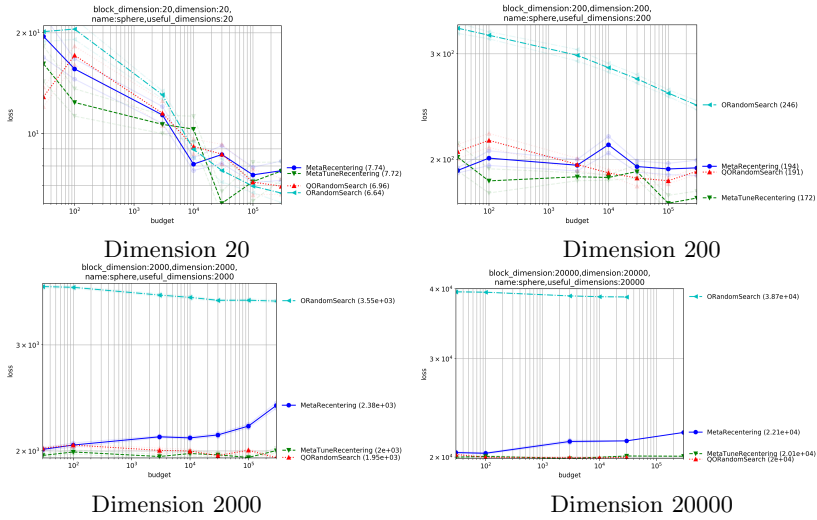 block_dimension:20,dimension:20,
name:sphere,useful_dimensions:20
2 × 10¹
10¹
loss
10² 10³ 10⁴ 10⁵
budget
MetaRecentering (7.74)
MetaTuneRecentering (7.72)
QORandomSearch (6.96)
ORandomSearch (6.64)
Dimension 20
block_dimension:200,dimension:200,
name:sphere,useful_dimensions:200
3 × 10²
2 × 10²
loss
10² 10³ 10⁴ 10⁵
budget
ORandomSearch (246)
MetaRecentering (194)
QORandomSearch (191)
MetaTuneRecentering (172)
Dimension 200
block_dimension:2000,dimension:2000,
name:sphere,useful_dimensions:2000
3 × 10³
2 × 10³
loss
10² 10³ 10⁴ 10⁵
budget
ORandomSearch (3.55e+03)
MetaRecentering (2.38e+03)
MetaTuneRecentering (2e+03)
QORandomSearch (1.95e+03)
Dimension 2000
block_dimension:20000,dimension:20000,
name:sphere,useful_dimensions:20000
4 × 10⁴
3 × 10⁴
2 × 10⁴
loss
10² 10³ 10⁴ 10⁵
budget
ORandomSearch (3.87e+04)
MetaRecentering (2.21e+04)
MetaTuneRecentering (2.01e+04)
QORandomSearch (2e+04)
Dimension 20000